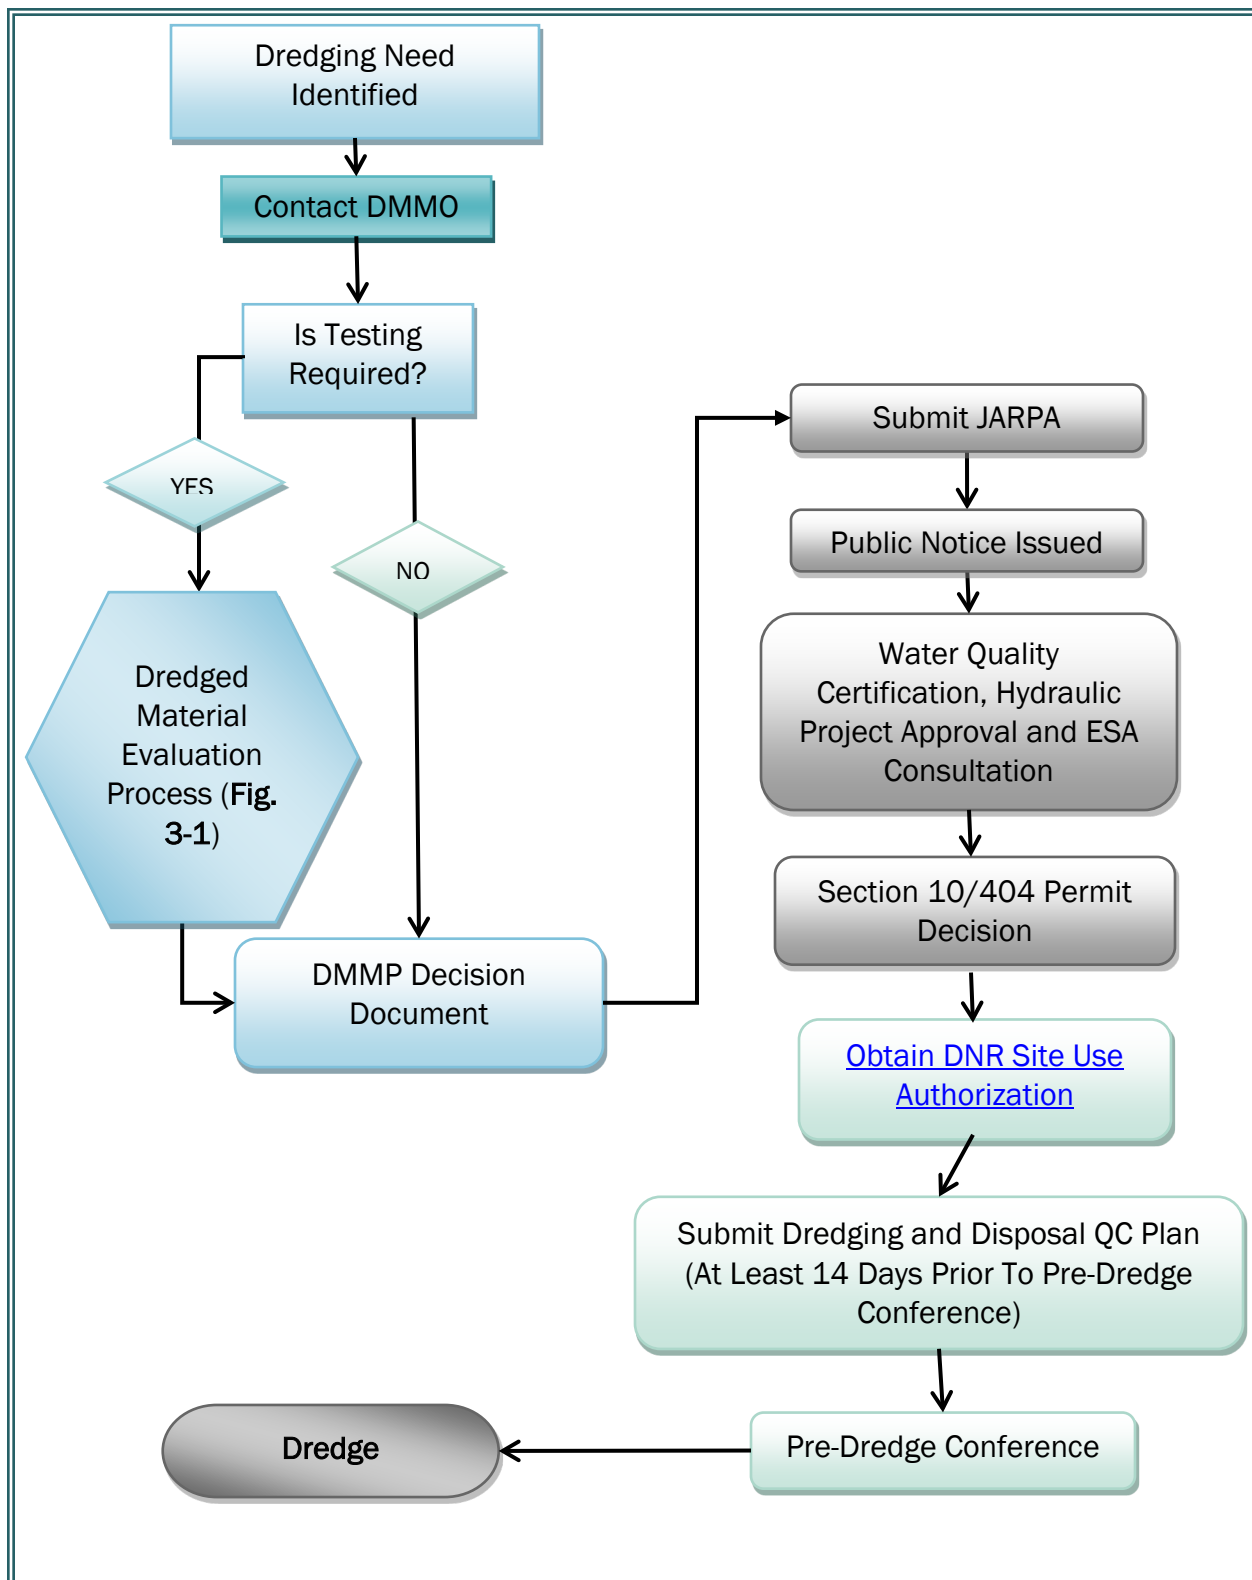 Dredging Need
Identified
Contact DMMO
Is Testing
Required?
YES
NO
Dredged
Material
Evaluation
Process (Fig.
3-1)
DMMP Decision
Document
Submit JARPA
Public Notice Issued
Water Quality
Certification, Hydraulic
Project Approval and ESA
Consultation
Section 10/404 Permit
Decision
Obtain DNR Site Use
Authorization
Submit Dredging and Disposal QC Plan
(At Least 14 Days Prior To Pre-Dredge
Conference)
Pre-Dredge Conference
Dredge